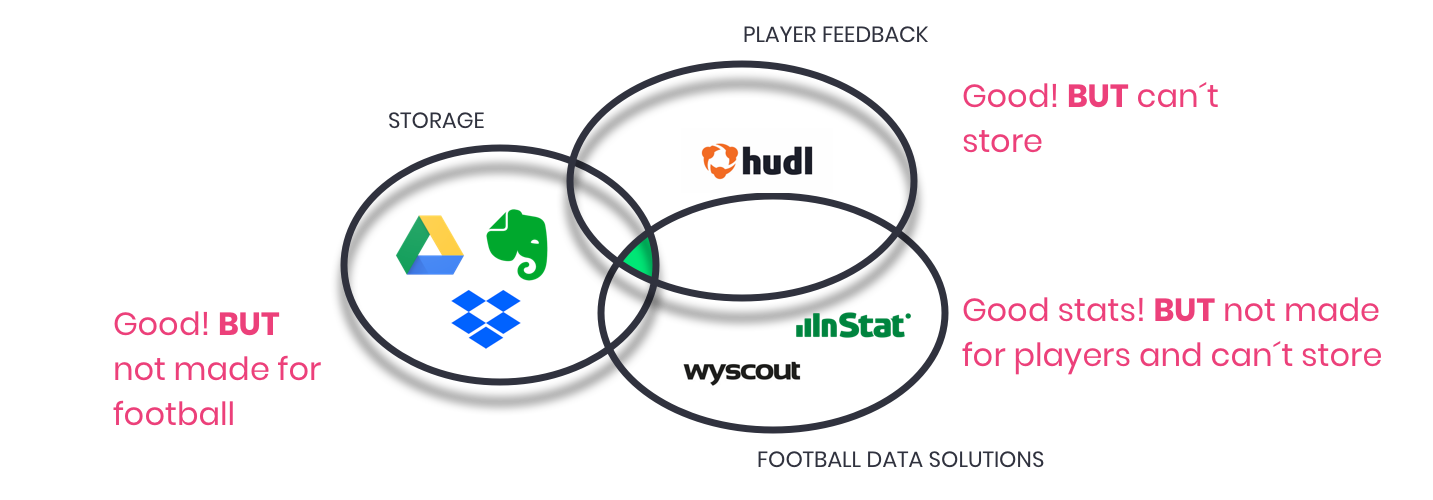 PLAYER FEEDBACK
Good! BUT can´t
store
STORAGE
hudl
Good! BUT
not made for
football
InStat
wyscout
Good stats! BUT not made
for players and can´t store
FOOTBALL DATA SOLUTIONS